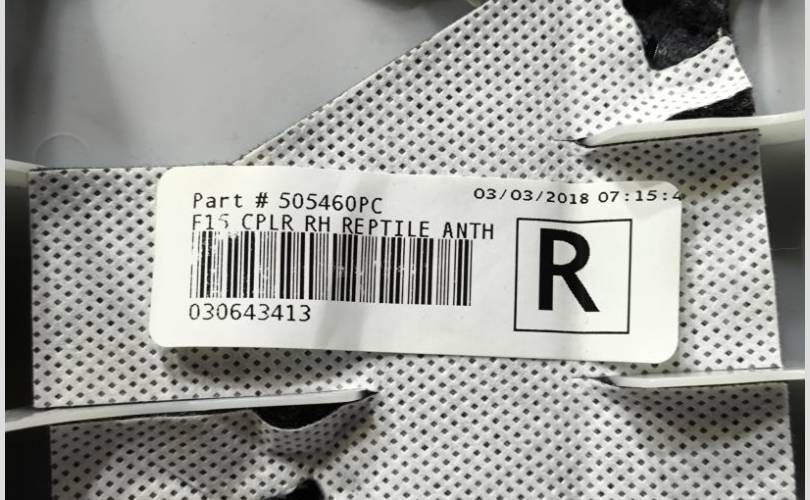 Part # 505460PC
03/03/2018 07:15:4
F15 CPLR RH REPTILE ANTH
R
030643413